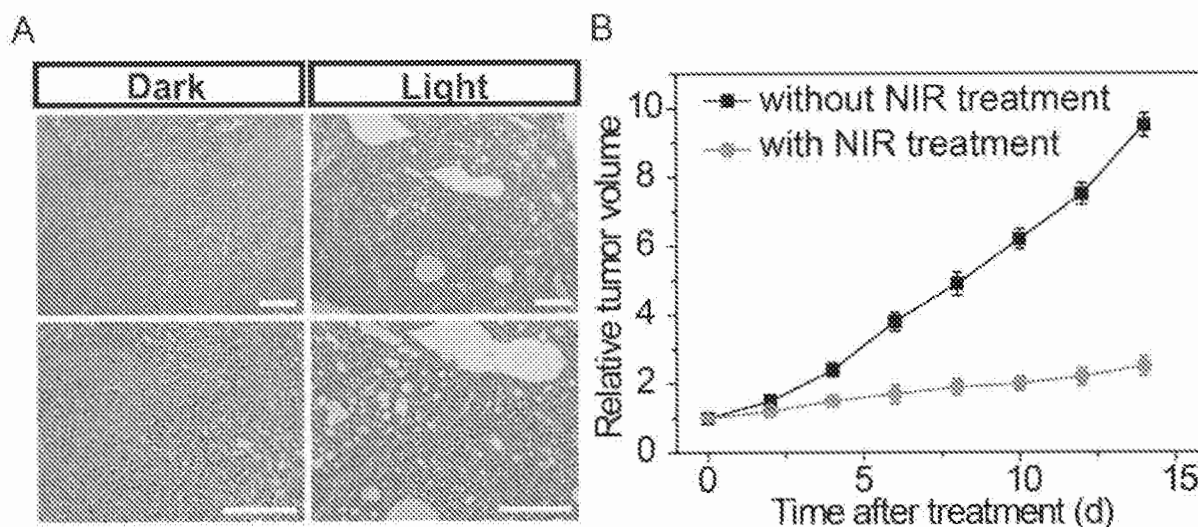 A
B
Dark
Light
without NIR treatment
with NIR treatment
Relative tumor volume
10
8
6
4
2
0
0
5
10
15
Time after treatment (d)